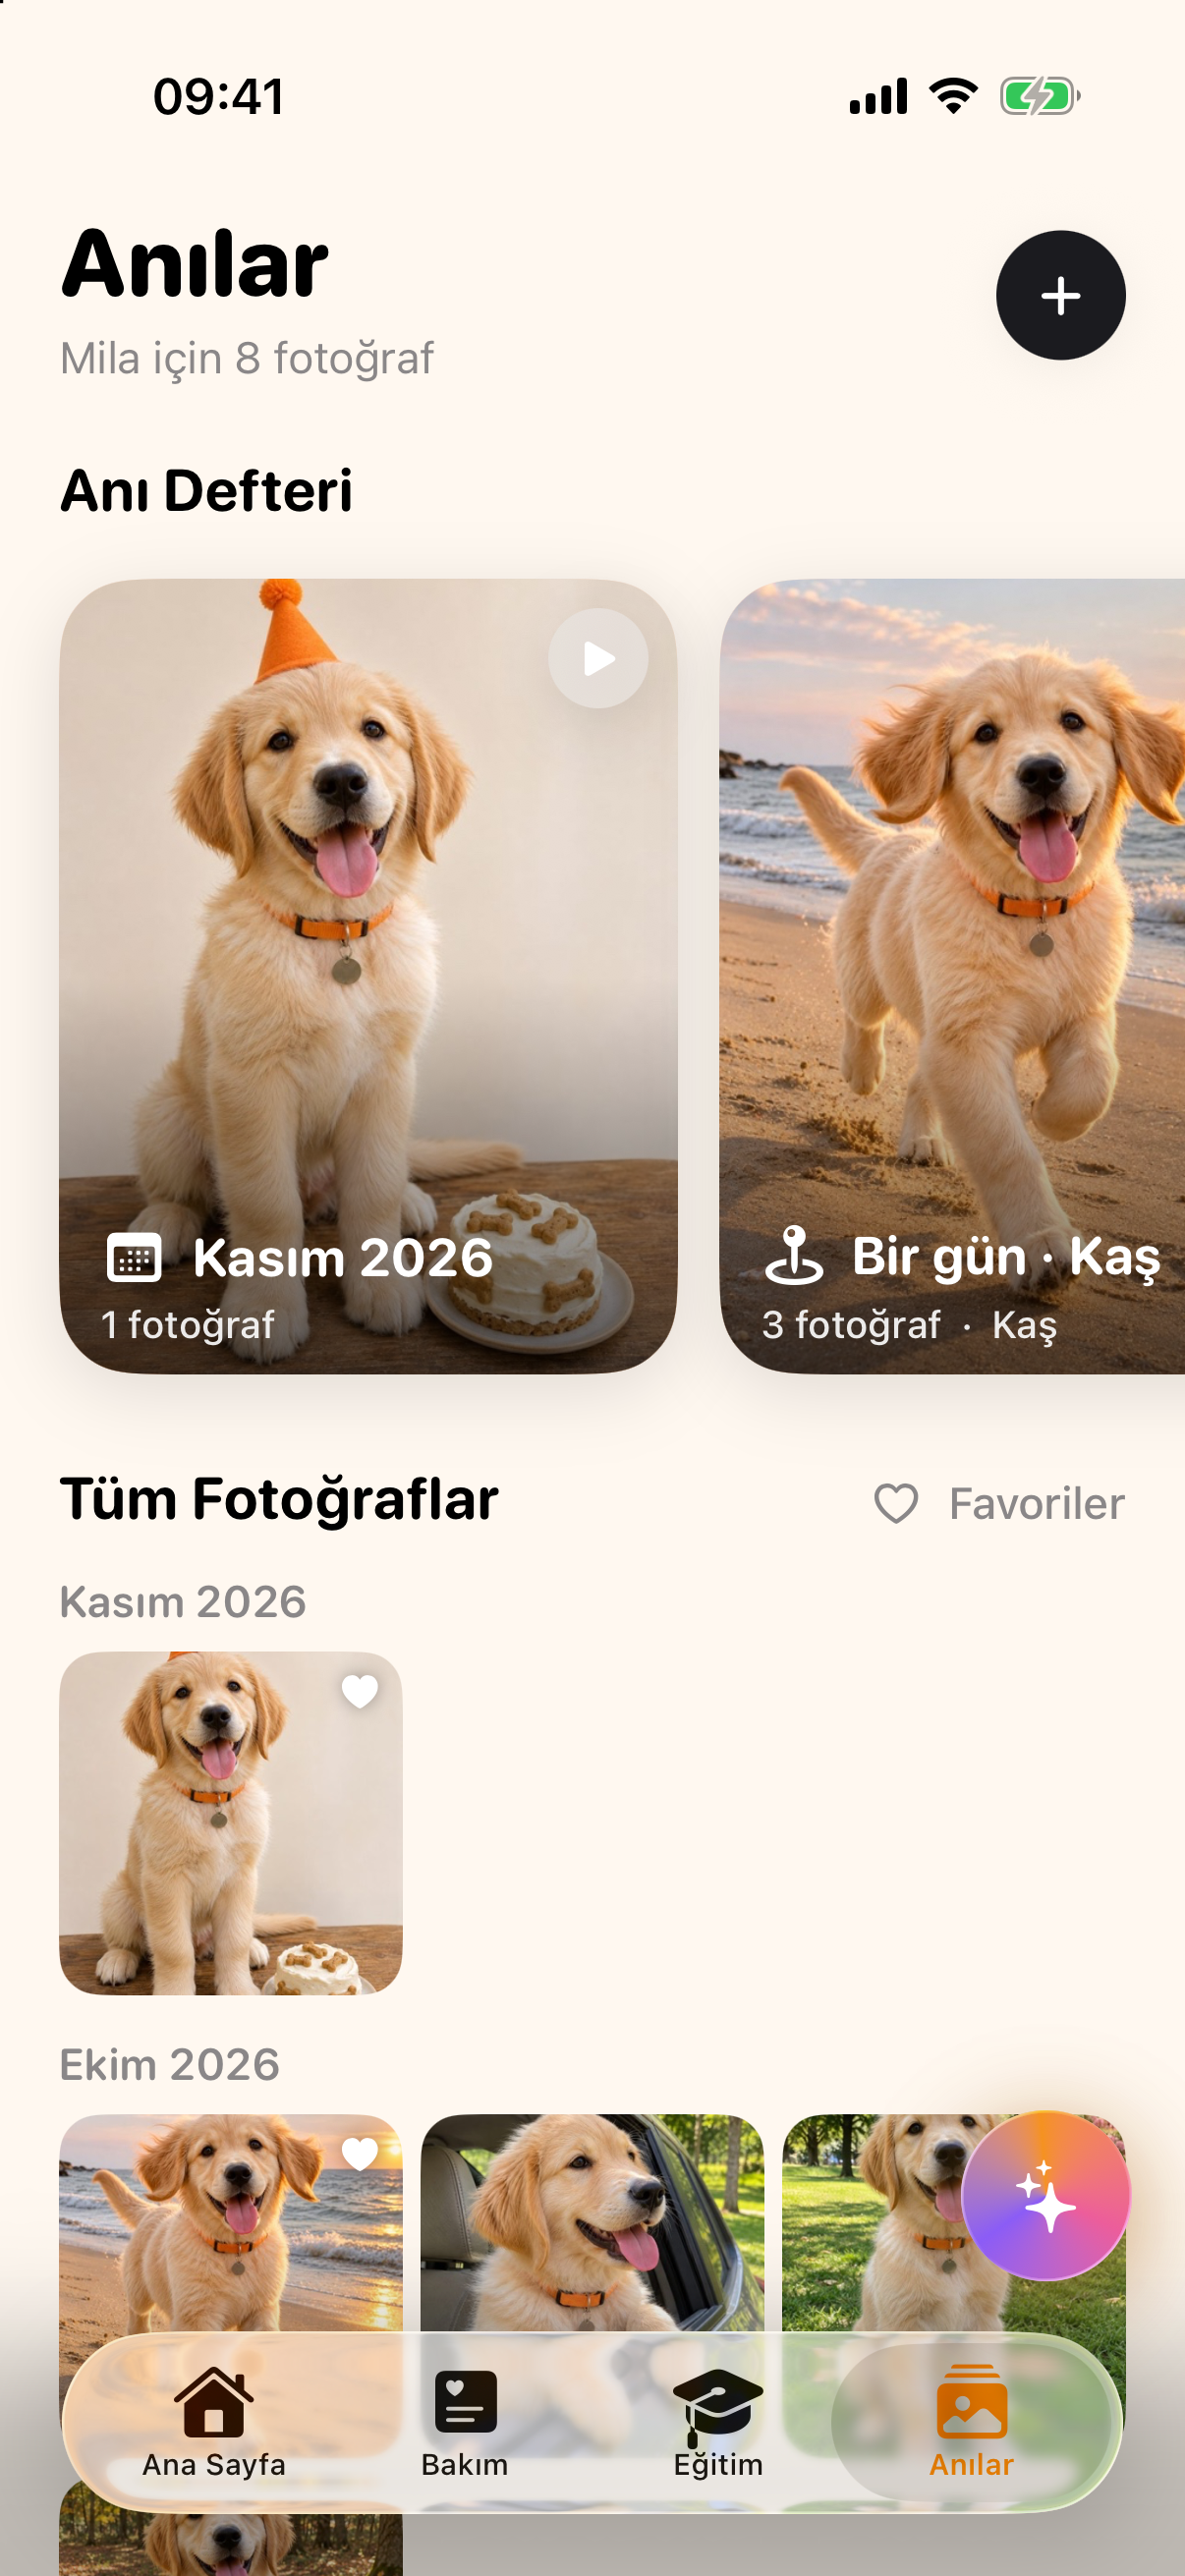 09:41
Anılar
Mila için 8 fotoğraf
Anı Defteri
Kasım 2026
1 fotoğraf
Bir gün · Kaş
3 fotoğraf · Kaş
Tüm Fotoğraflar
Favoriler
Kasım 2026
Ekim 2026
Ana Sayfa
Bakım
Eğitim
Anılar